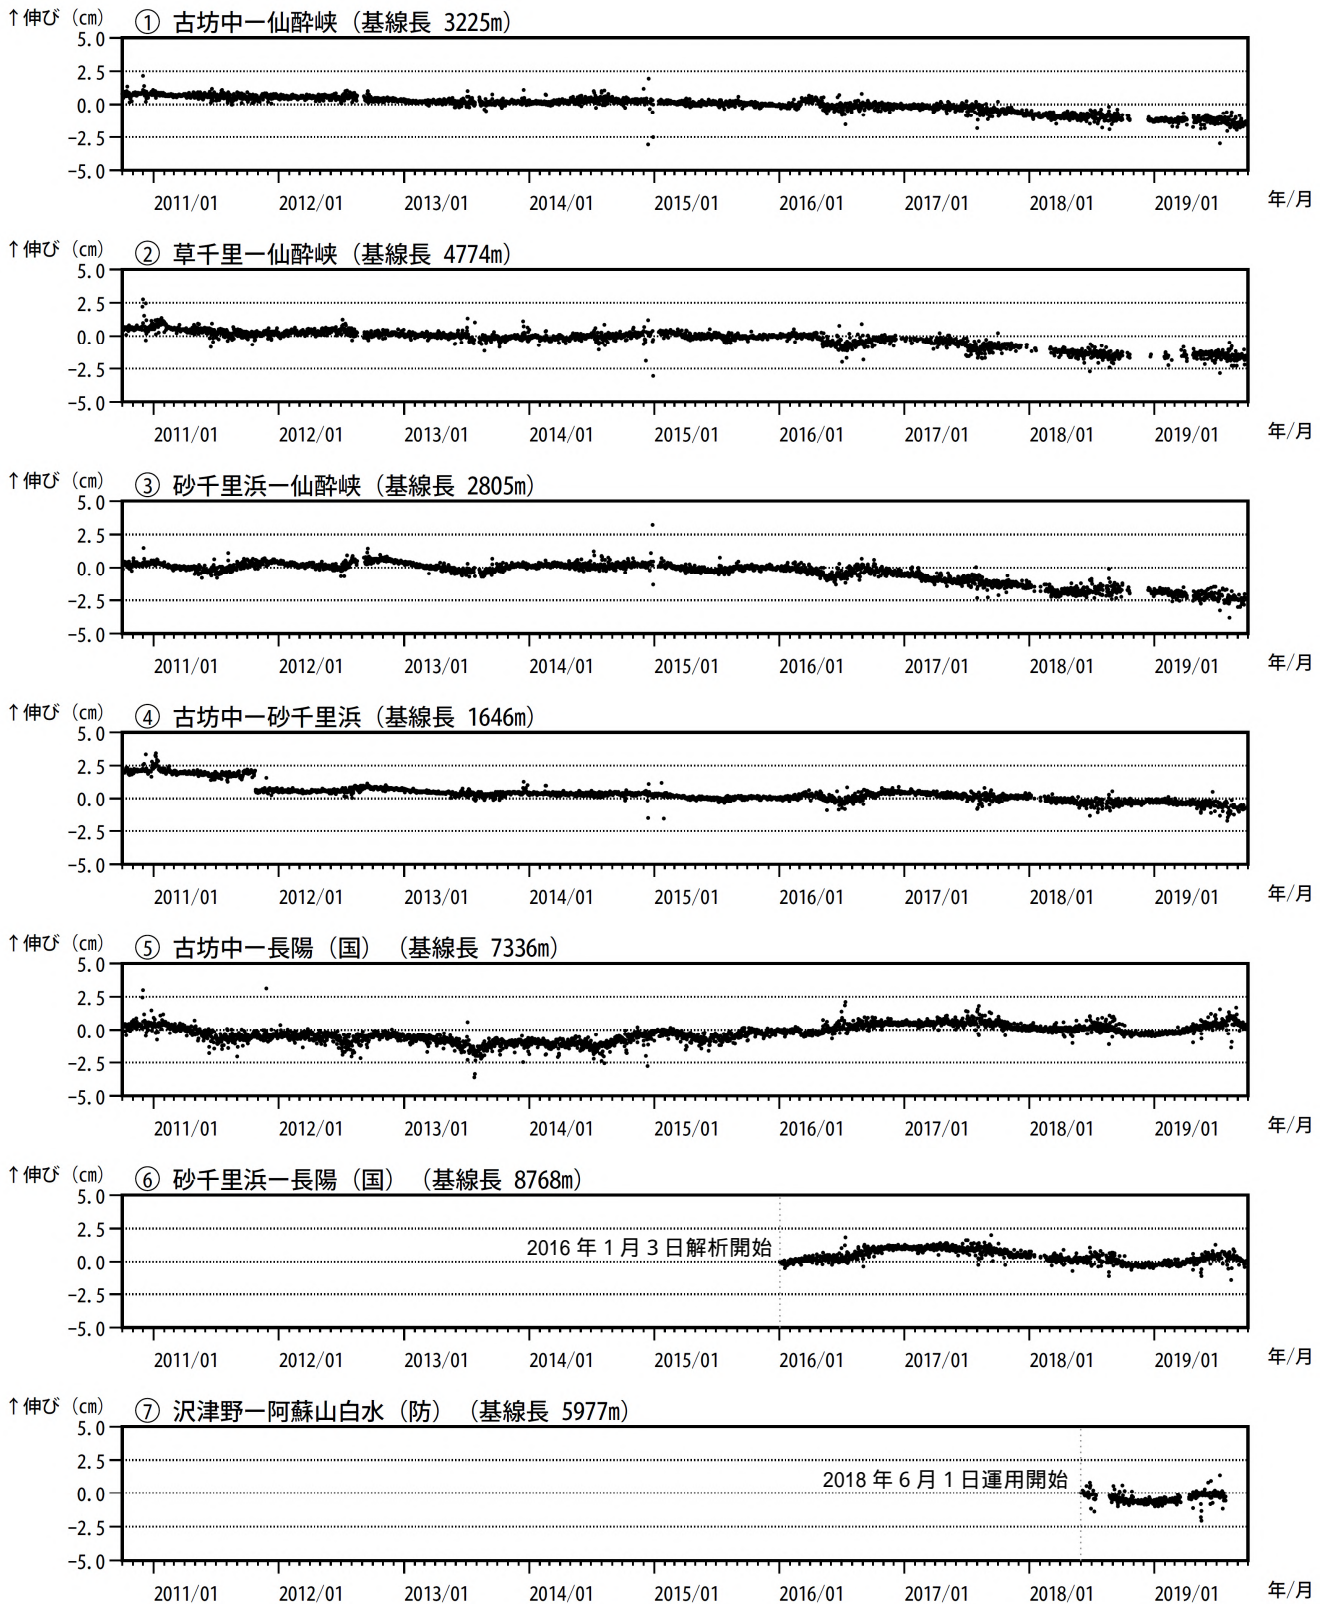 ↑伸び（㎝） ① 古坊中ー仙酔峡（基線長 3225m）
5.0
2.5
0.0
−2.5
−5.0
2011/01 2012/01 2013/01 2014/01 2015/01 2016/01 2017/01 2018/01 2019/01 年/月
↑伸び（㎝） ② 草千里ー仙酔峡（基線長 4774m）
5.0
2.5
0.0
−2.5
−5.0
2011/01 2012/01 2013/01 2014/01 2015/01 2016/01 2017/01 2018/01 2019/01 年/月
↑伸び（㎝） ③ 砂千里浜ー仙酔峡（基線長 2805m）
5.0
2.5
0.0
−2.5
−5.0
2011/01 2012/01 2013/01 2014/01 2015/01 2016/01 2017/01 2018/01 2019/01 年/月
↑伸び（㎝） ④ 古坊中ー砂千里浜（基線長 1646m）
5.0
2.5
0.0
−2.5
−5.0
2011/01 2012/01 2013/01 2014/01 2015/01 2016/01 2017/01 2018/01 2019/01 年/月
↑伸び（㎝） ⑤ 古坊中ー長陽（国）（基線長 7336m）
5.0
2.5
0.0
−2.5
−5.0
2011/01 2012/01 2013/01 2014/01 2015/01 2016/01 2017/01 2018/01 2019/01 年/月
↑伸び（㎝） ⑥ 砂千里浜ー長陽（国）（基線長 8768m）
5.0
2.5
2016 年 1 月 3 日解析開始
0.0
−2.5
−5.0
2011/01 2012/01 2013/01 2014/01 2015/01 2016/01 2017/01 2018/01 2019/01 年/月
↑伸び（㎝） ⑦ 沢津野ー阿蘇山白水（防）（基線長 5977m）
5.0
2.5
2018 年 6 月 1 日運用開始
0.0
−2.5
−5.0
2011/01 2012/01 2013/01 2014/01 2015/01 2016/01 2017/01 2018/01 2019/01 年/月